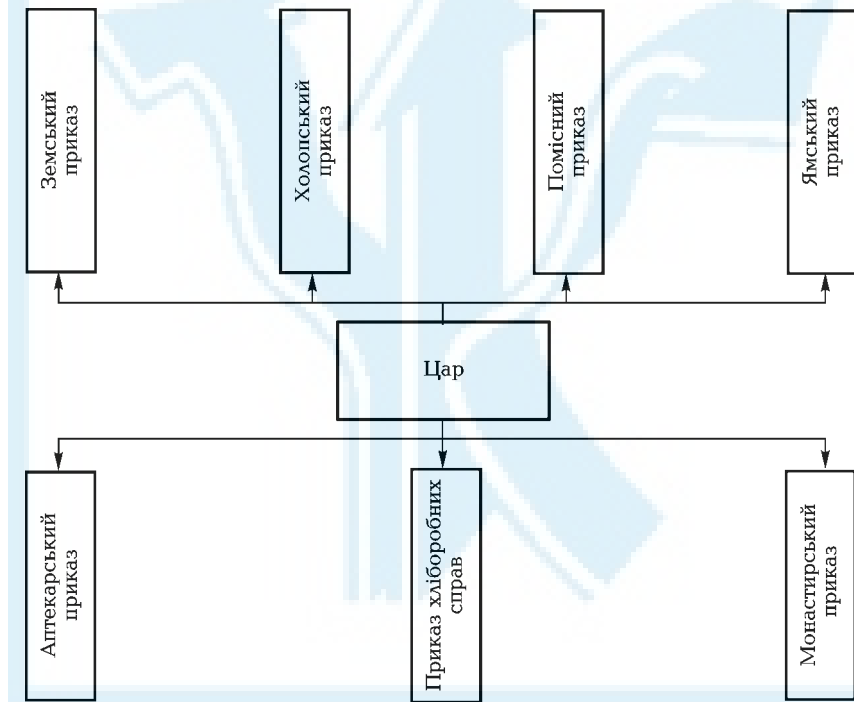 Земський
приказ
Холопський
приказ
Помісний
приказ
Ямський
приказ
Цар
Аптекарський
приказ
Приказ хліборобних
справ
Монастирський
приказ